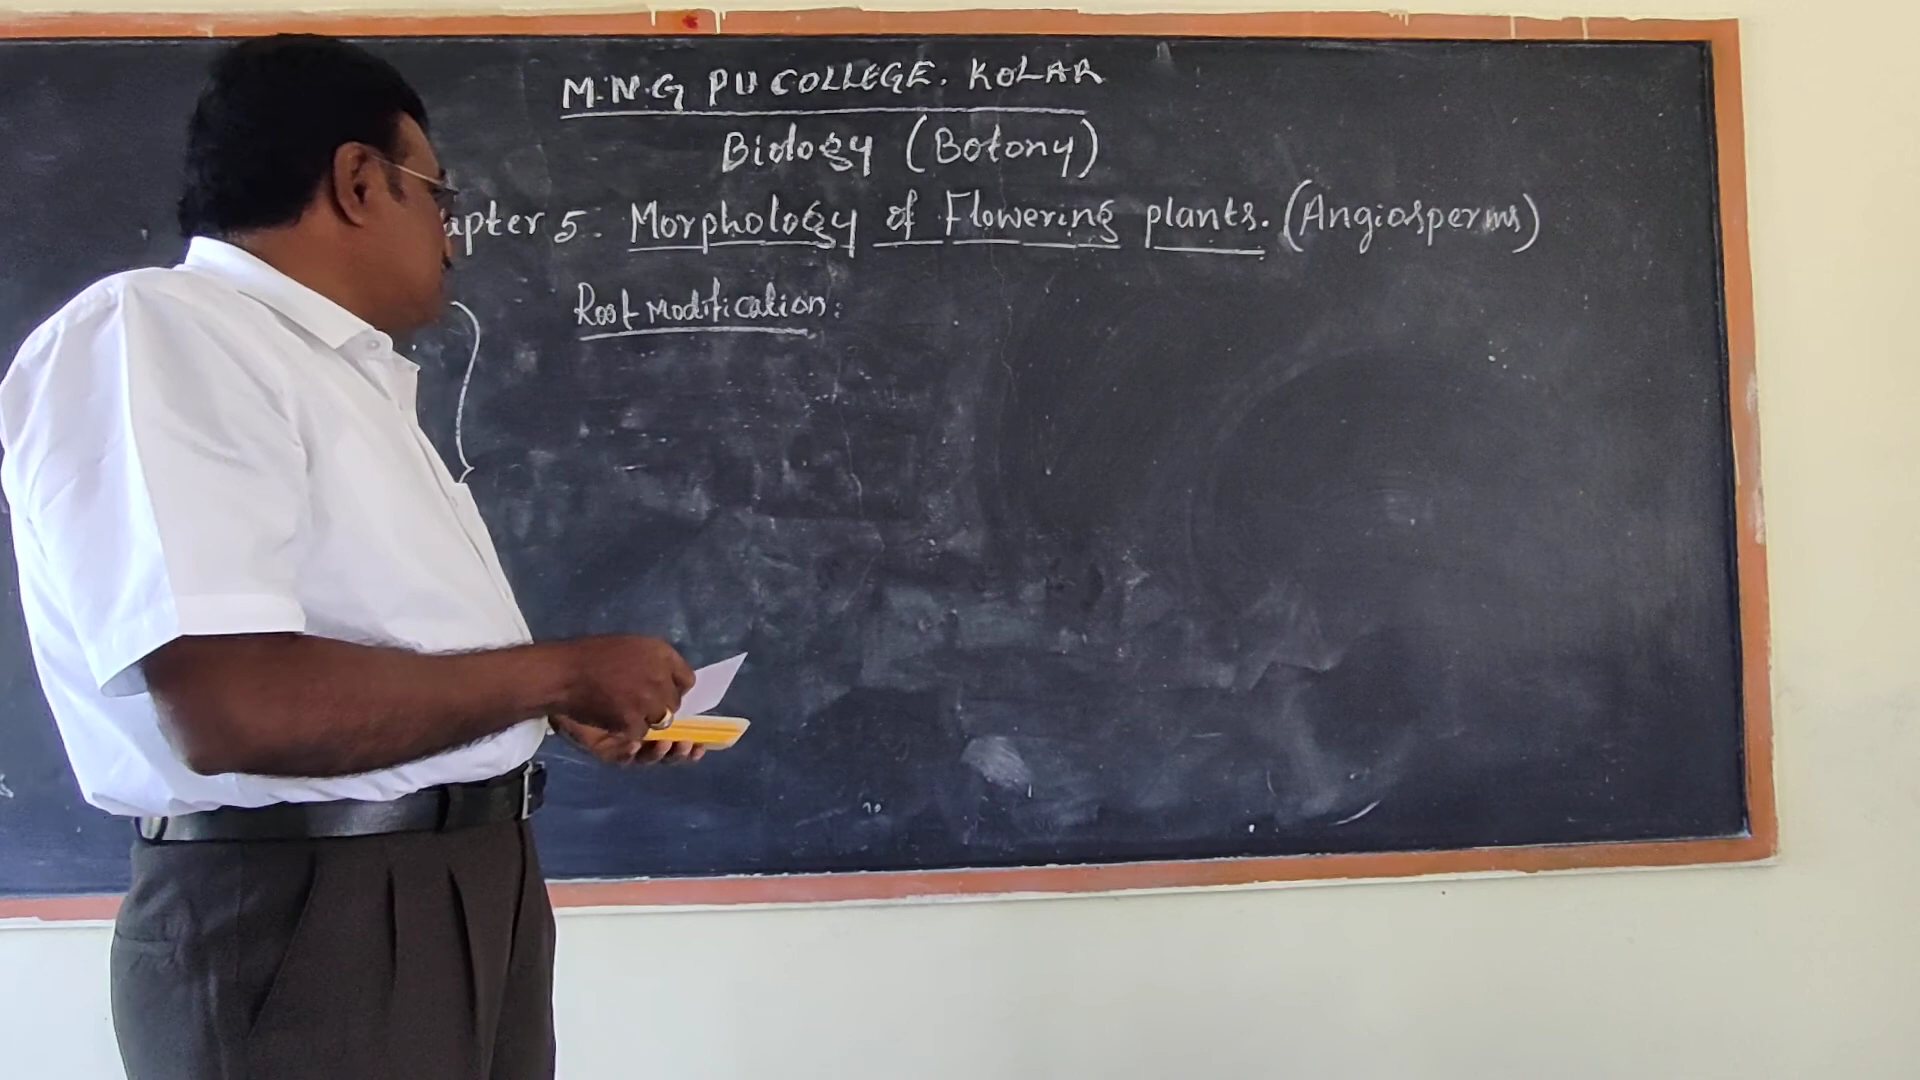 M.N.G PU COLLEGE. KOLAR
Biology (Botony)
apter 5. Morphology of Flowering plants. (Angiosperms)
Root Modification: